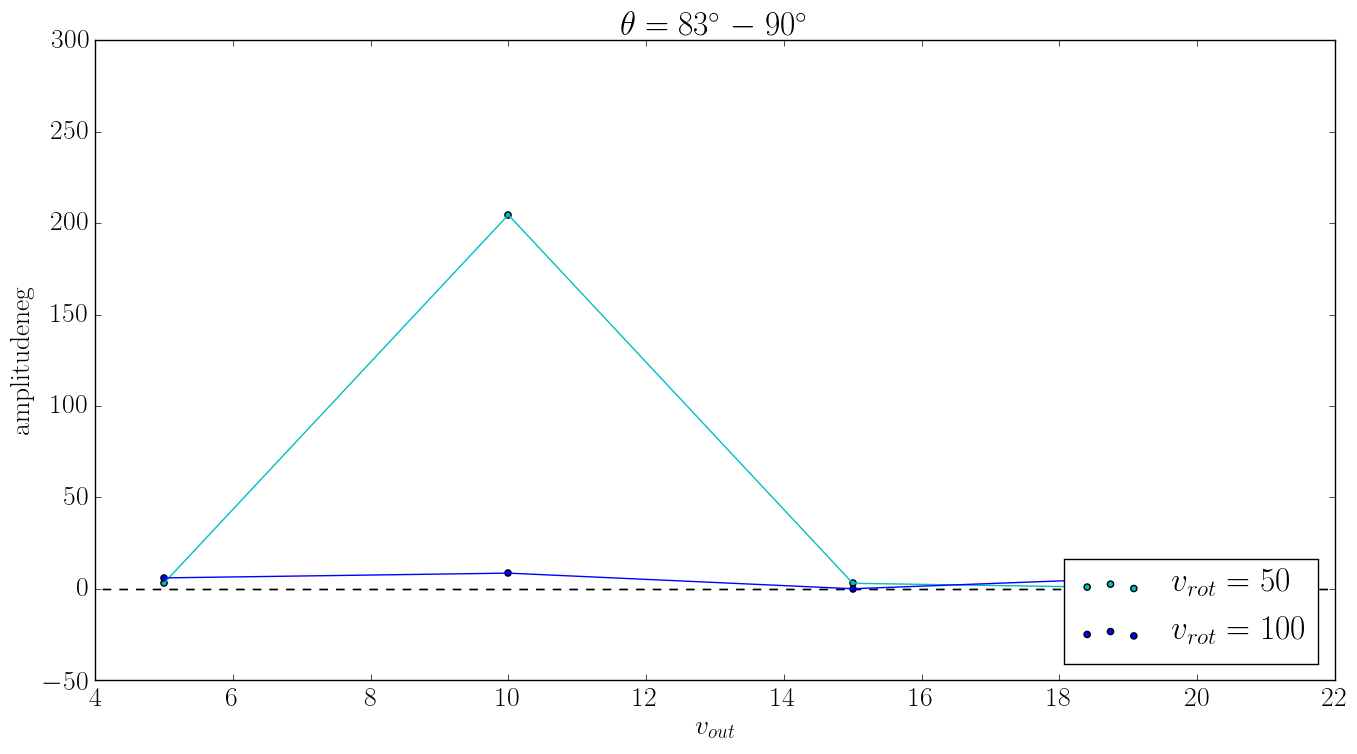 θ = 83° − 90°
300
250
200
150
100
50
0
−50
amplitudeneg
4 6 8 10 12 14 16 18 20 22
v_out
v_rot = 50
v_rot = 100